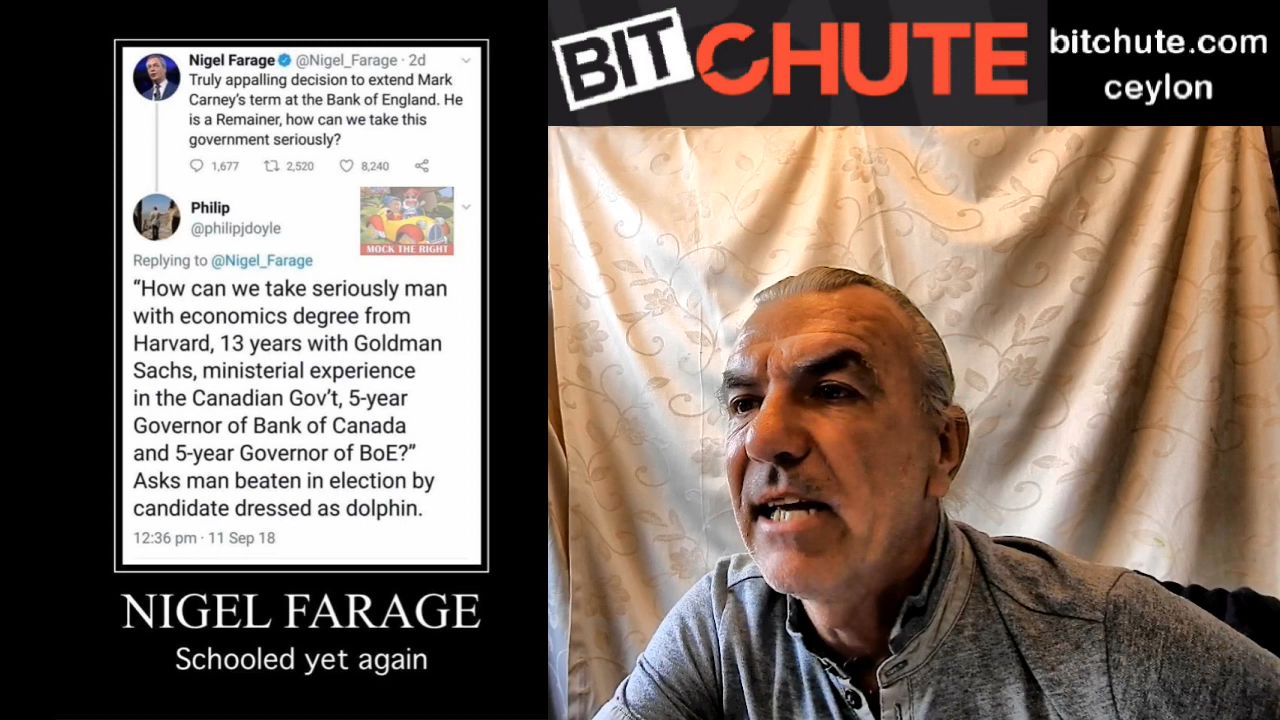 Nigel Farage @Nigel_Farage · 2d
Truly appalling decision to extend Mark
Carney's term at the Bank of England. He
is a Remainer, how can we take this
government seriously?
1,677 2,520 8,240
Philip
@philipjdoyle
MOCK THE RIGHT
Replying to @Nigel_Farage
“How can we take seriously man
with economics degree from
Harvard, 13 years with Goldman
Sachs, ministerial experience
in the Canadian Gov’t, 5-year
Governor of Bank of Canada
and 5-year Governor of BoE?”
Asks man beaten in election by
candidate dressed as dolphin.
12:36 pm · 11 Sep 18
NIGEL FARAGE
Schooled yet again
BITCHUTE
bitchute.com
ceylon